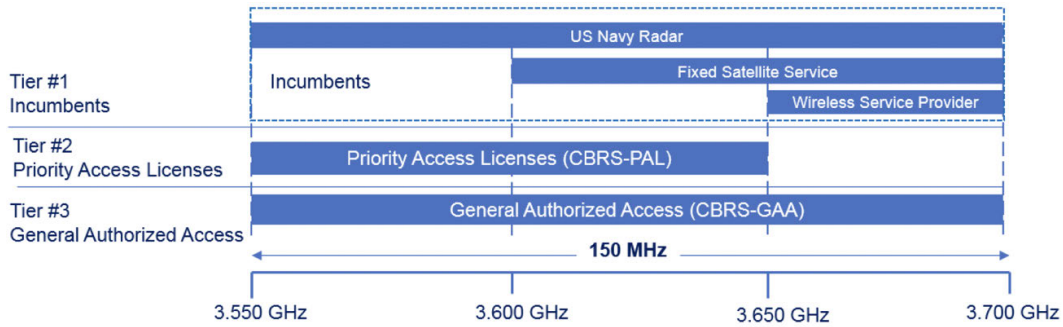 US Navy Radar
Tier #1
Incumbents
Incumbents
Fixed Satellite Service
Wireless Service Provider
Tier #2
Priority Access Licenses
Priority Access Licenses (CBRS-PAL)
Tier #3
General Authorized Access
General Authorized Access (CBRS-GAA)
150 MHz
3.550 GHz
3.600 GHz
3.650 GHz
3.700 GHz